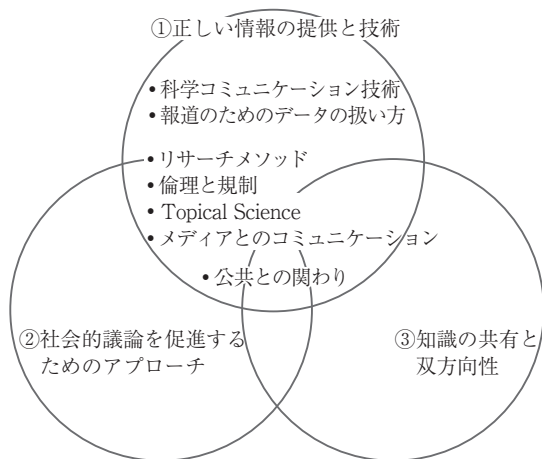 ①正しい情報の提供と技術
•科学コミュニケーション技術
•報道のためのデータの扱い方
•リサーチメソッド
•倫理と規制
•Topical Science
•メディアとのコミュニケーション
•公共との関わり
②社会的議論を促進する
ためのアプローチ
③知識の共有と
双方向性